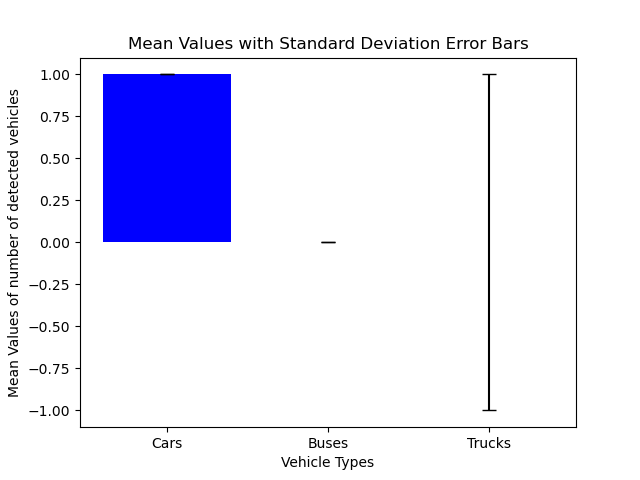 Mean Values with Standard Deviation Error Bars
Mean Values of number of detected vehicles
1.00
0.75
0.50
0.25
0.00
−0.25
−0.50
−0.75
−1.00
Cars Buses Trucks
Vehicle Types